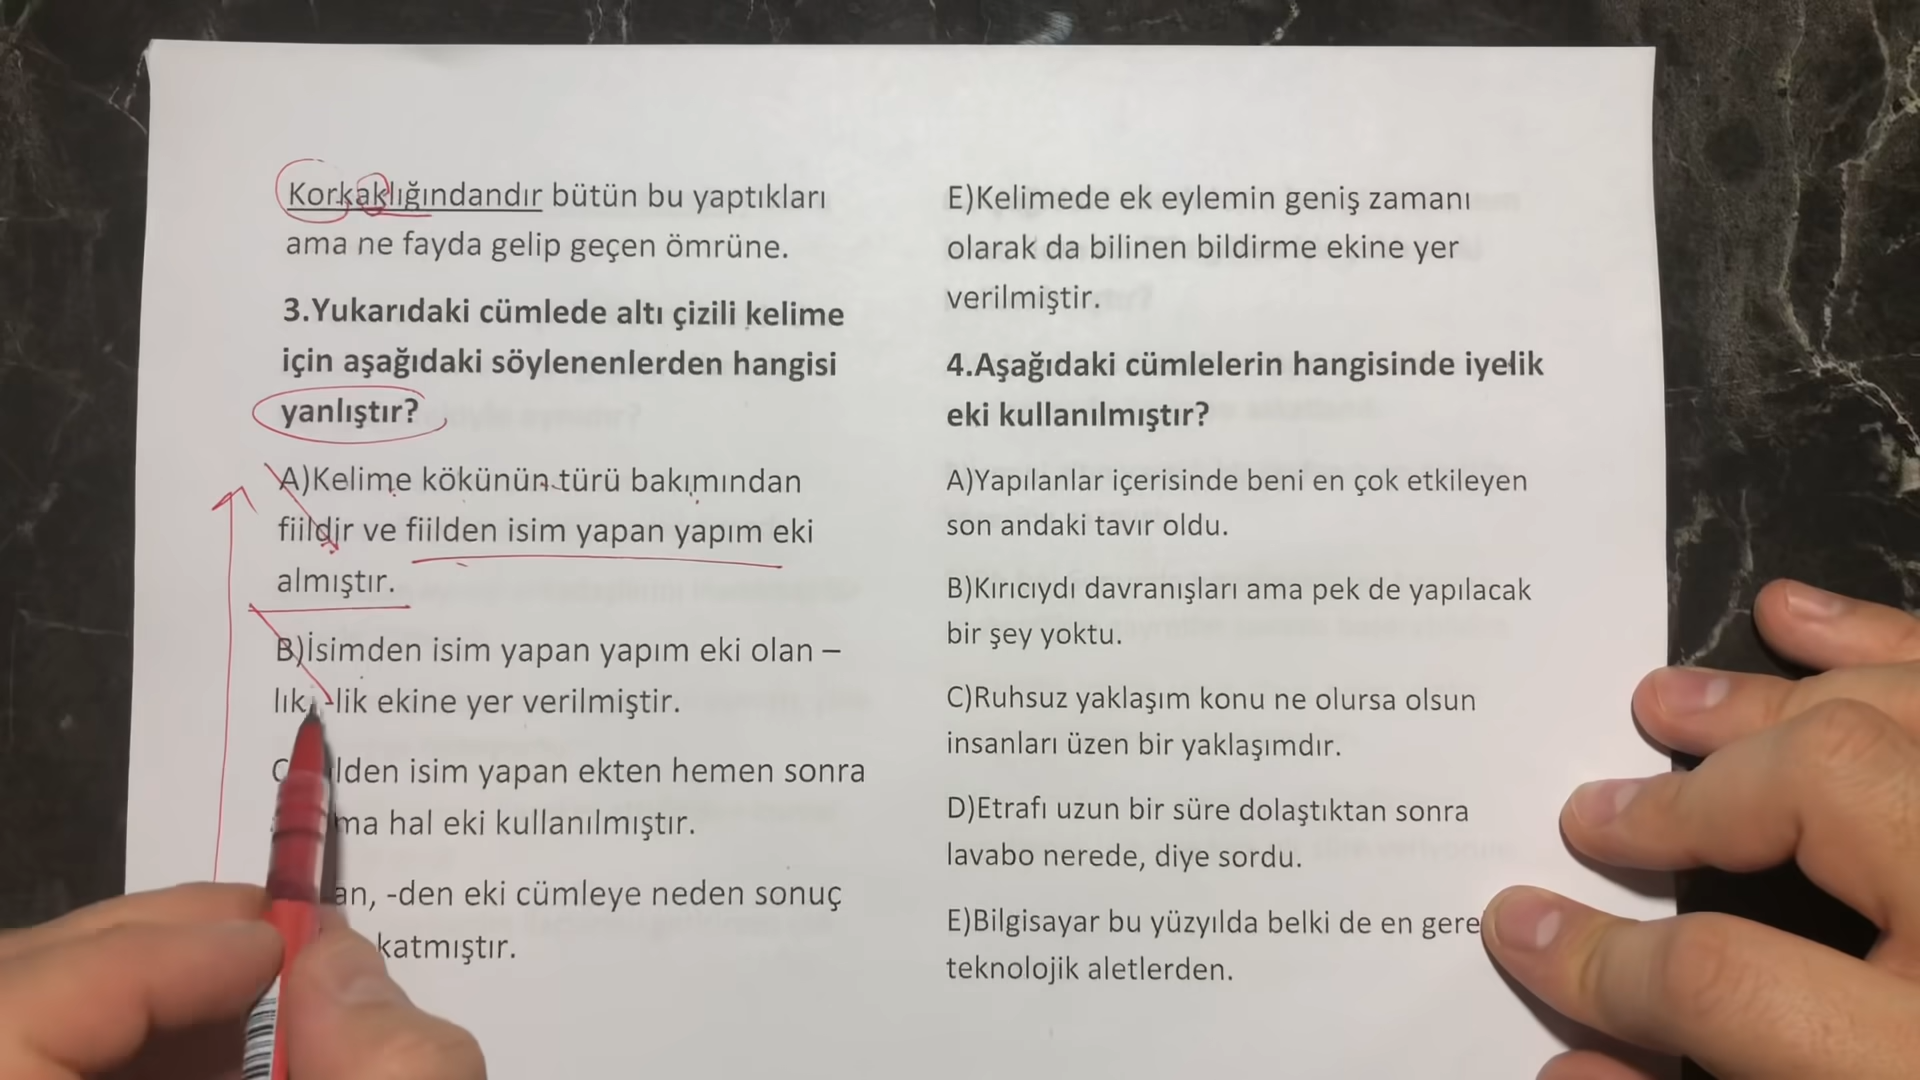 Korkaklığındandır bütün bu yaptıkları
ama ne fayda gelip geçen ömrüne.
3.Yukarıdaki cümlede altı çizili kelime
için aşağıdaki söylenenlerden hangisi
yanlıştır?
A)Kelime kökünün türü bakımından
fiildir ve fiilden isim yapan yapım eki
almıştır.
B)İsimden isim yapan yapım eki olan –
lık, -lik ekine yer verilmiştir.
isim yapan ekten hemen sonra
hal eki kullanılmıştır.
-den eki cümleye neden sonuç
katmıştır.
E)Kelimede ek eylemin geniş zamanı
olarak da bilinen bildirme ekine yer
verilmiştir.
4.Aşağıdaki cümlelerin hangisinde iyelik
eki kullanılmıştır?
A)Yapılanlar içerisinde beni en çok etkileyen
son andaki tavır oldu.
B)Kırıcıydı davranışları ama pek de yapılacak
bir şey yoktu.
C)Ruhsuz yaklaşım konu ne olursa olsun
insanları üzen bir yaklaşımdır.
D)Etrafı uzun bir süre dolaştıktan sonra
lavabo nerede, diye sordu.
E)Bilgisayar bu yüzyılda belki de en
teknolojik aletlerden.